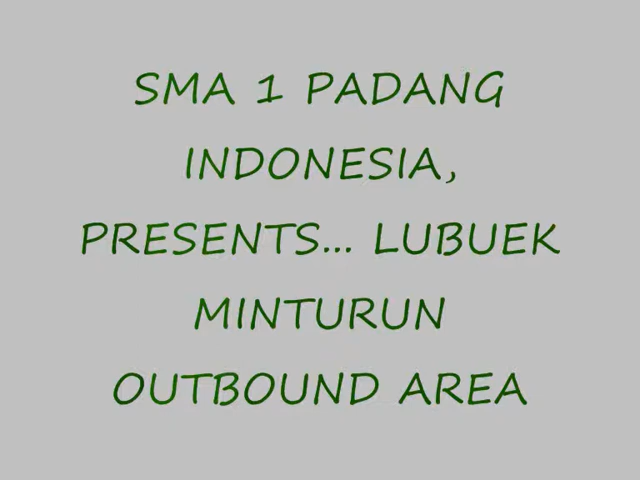 SMA 1 PADANG
INDONESIA,
PRESENTS... LUBUEK
MINTURUN
OUTBOUND AREA